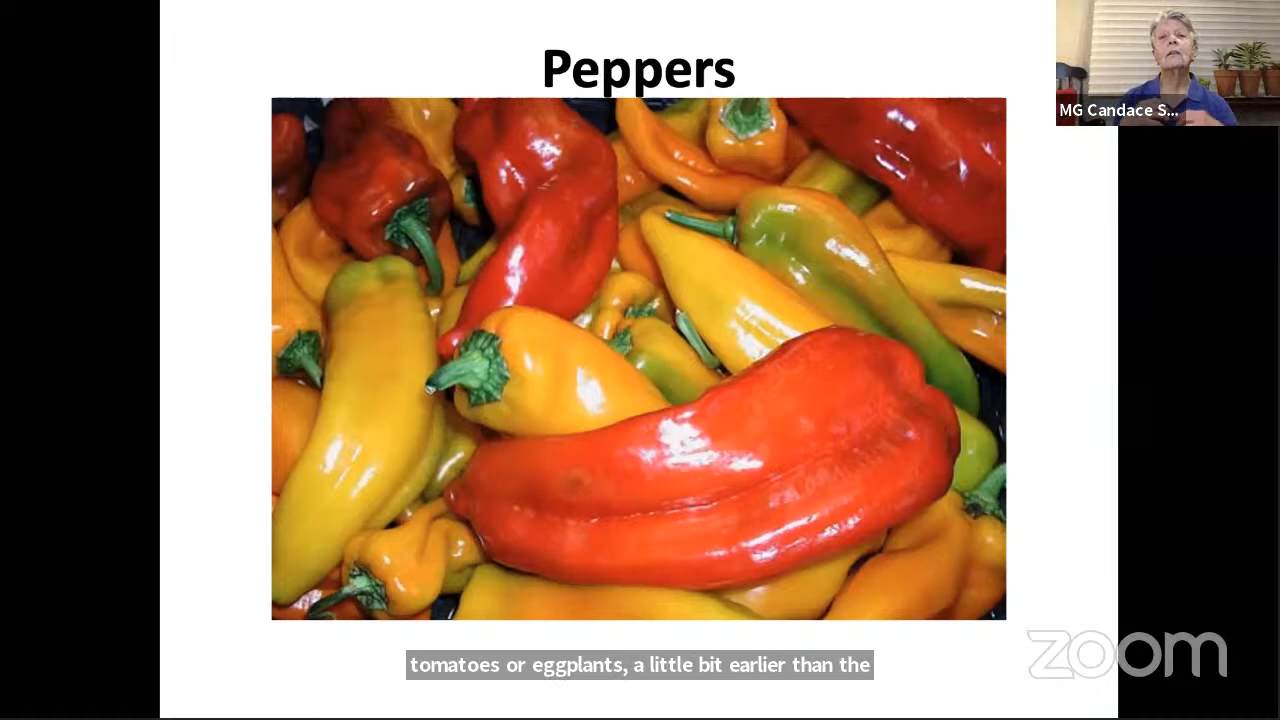 Peppers
MG Candace S...
tomatoes or eggplants, a little bit earlier than the
zoom